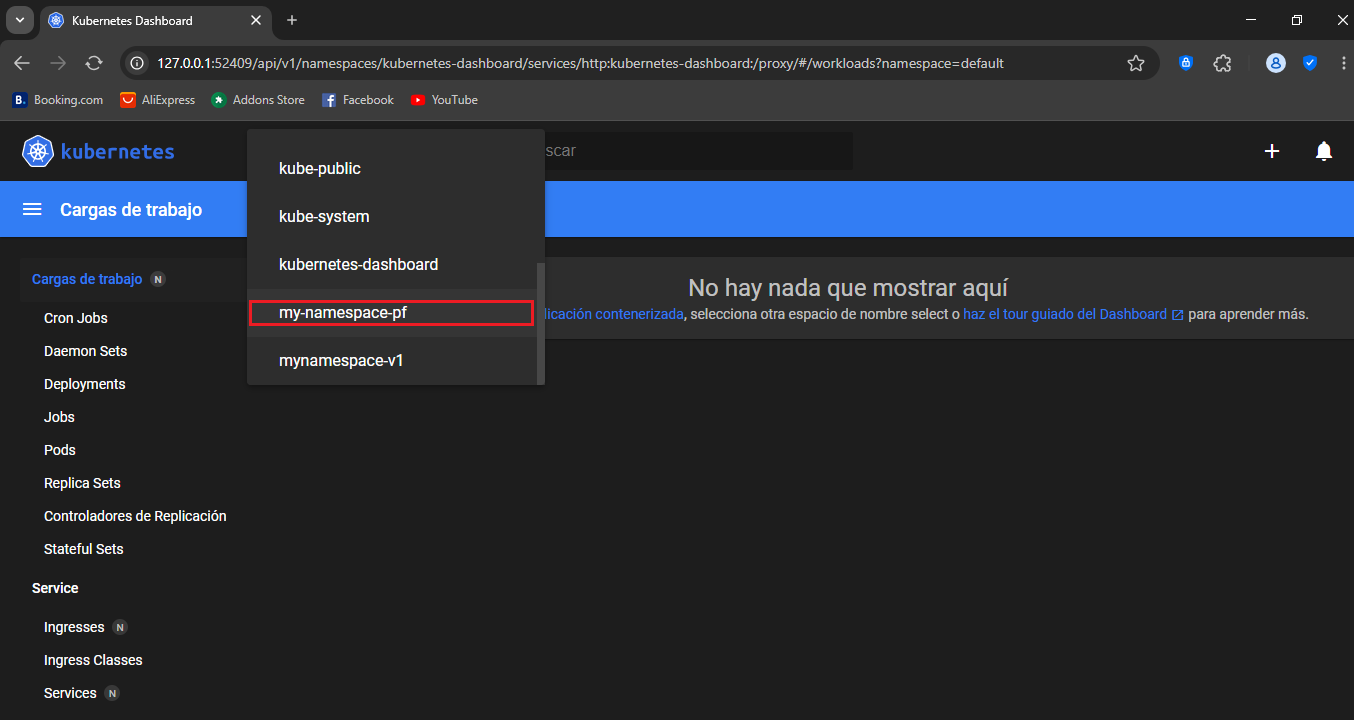 Kubernetes Dashboard
127.0.0.1:52409/api/v1/namespaces/kubernetes-dashboard/services/http:kubernetes-dashboard:/proxy/#/workloads?namespace=default
B. Booking.com AliExpress Addons Store Facebook YouTube
kubernetes
scar
kube-public
kube-system
kubernetes-dashboard
my-namespace-pf
mynamespace-v1
Cargas de trabajo
Cargas de trabajo N
Cron Jobs
Daemon Sets
Deployments
Jobs
Pods
Replica Sets
Controladores de Replicación
Stateful Sets
Service
Ingresses N
Ingress Classes
Services N
No hay nada que mostrar aquí
licación contenerizada, selecciona otra espacio de nombre select o haz el tour guiado del Dashboard para aprender más.